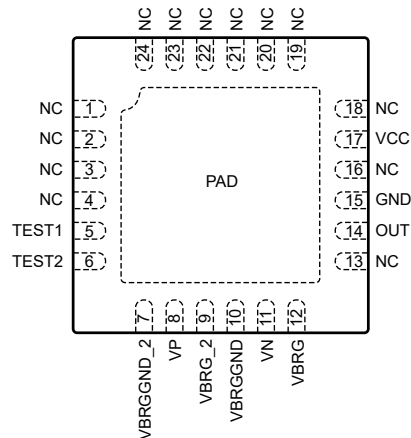 NC NC NC NC NC NC
24 23 22 21 20 19
NC 1 18 NC
NC 2 17 VCC
NC 3 16 NC
PAD
NC 4 15 GND
TEST1 5 14 OUT
TEST2 6 13 NC
7 8 9 10 11 12
VBRGGND_2 VP VBRG_2 VBRGGND VN VBRG